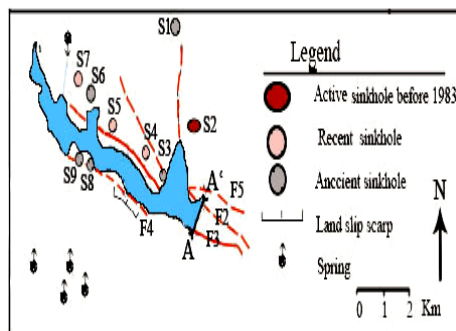 S1
Legend
S7
S6
Active sinkhole before 1983
S5
S2
S4
Recent sinkhole
S3
S9
S8
A'
F5
Anccient sinkhole
F4
F2
Land slip scarp
N
A
F3
Spring
0 1 2 Km